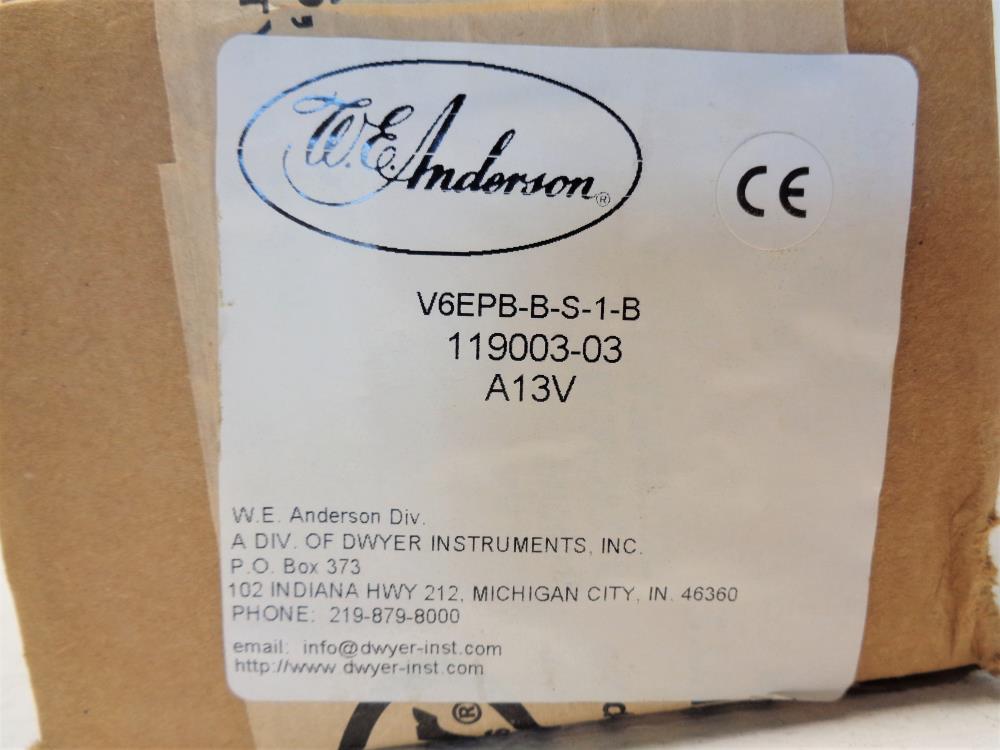 W.E. Anderson®
CE
V6EPB-B-S-1-B
119003-03
A13V
W.E. Anderson Div.
A DIV. OF DWYER INSTRUMENTS, INC.
P.O. Box 373
102 INDIANA HWY 212, MICHIGAN CITY, IN. 46360
PHONE: 219-879-8000
email: info@dwyer-inst.com
http://www.dwyer-inst.com
®